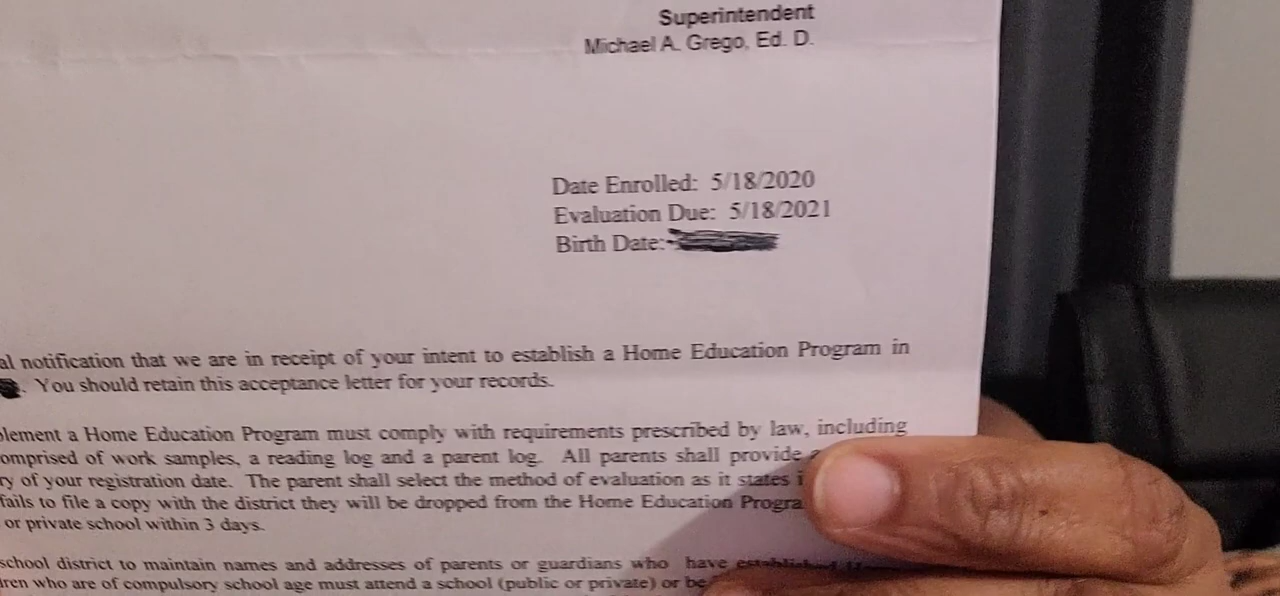 Superintendent
Michael A. Grego, Ed. D.
Date Enrolled: 5/18/2020
Evaluation Due: 5/18/2021
Birth Date:
al notification that we are in receipt of your intent to establish a Home Education Program in
. You should retain this acceptance letter for your records.
lement a Home Education Program must comply with requirements prescribed by law, including
omprised of work samples, a reading log and a parent log. All parents shall provide
ry of your registration date. The parent shall select the method of evaluation as it states
fails to file a copy with the district they will be dropped from the Home Education Progra
or private school within 3 days.
school district to maintain names and addresses of parents or guardians who have established
dren who are of compulsory school age must attend a school (public or private) or be